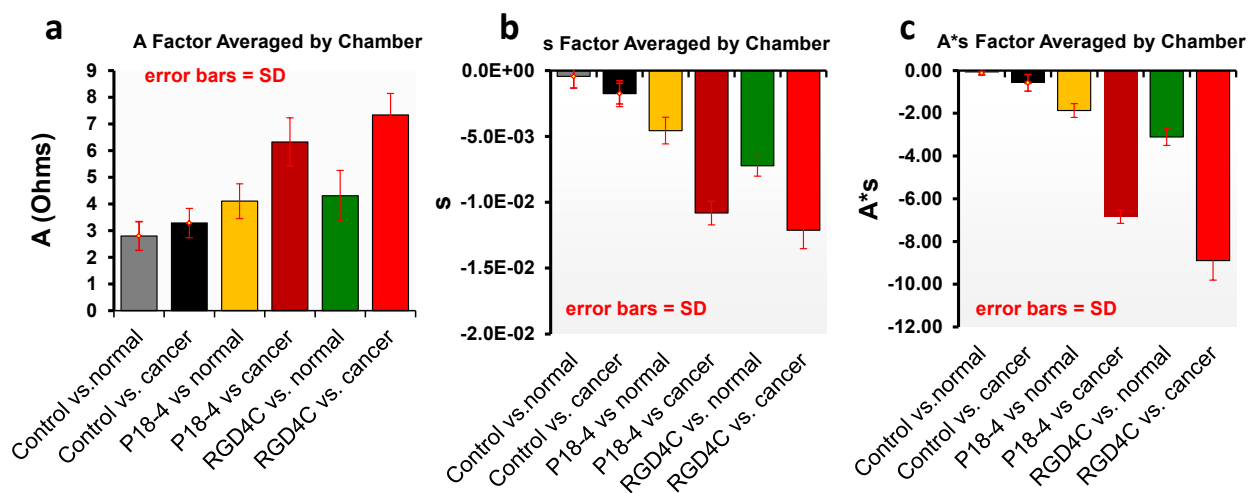 a
A Factor Averaged by Chamber
error bars = SD
A (Ohms)
9
8
7
6
5
4
3
2
1
0
Control vs.normal
Control vs. cancer
P18-4 vs normal
P18-4 vs cancer
RGD4C vs. normal
RGD4C vs. cancer
b
s Factor Averaged by Chamber
s
0.0E+00
-5.0E-03
-1.0E-02
-1.5E-02
-2.0E-02
error bars = SD
Control vs.normal
Control vs. cancer
P18-4 vs normal
P18-4 vs cancer
RGD4C vs. normal
RGD4C vs. cancer
c
A*s Factor Averaged by Chamber
A*s
0.00
-2.00
-4.00
-6.00
-8.00
-10.00
-12.00
error bars = SD
Control vs.normal
Control vs. cancer
P18-4 vs normal
P18-4 vs cancer
RGD4C vs. normal
RGD4C vs. cancer